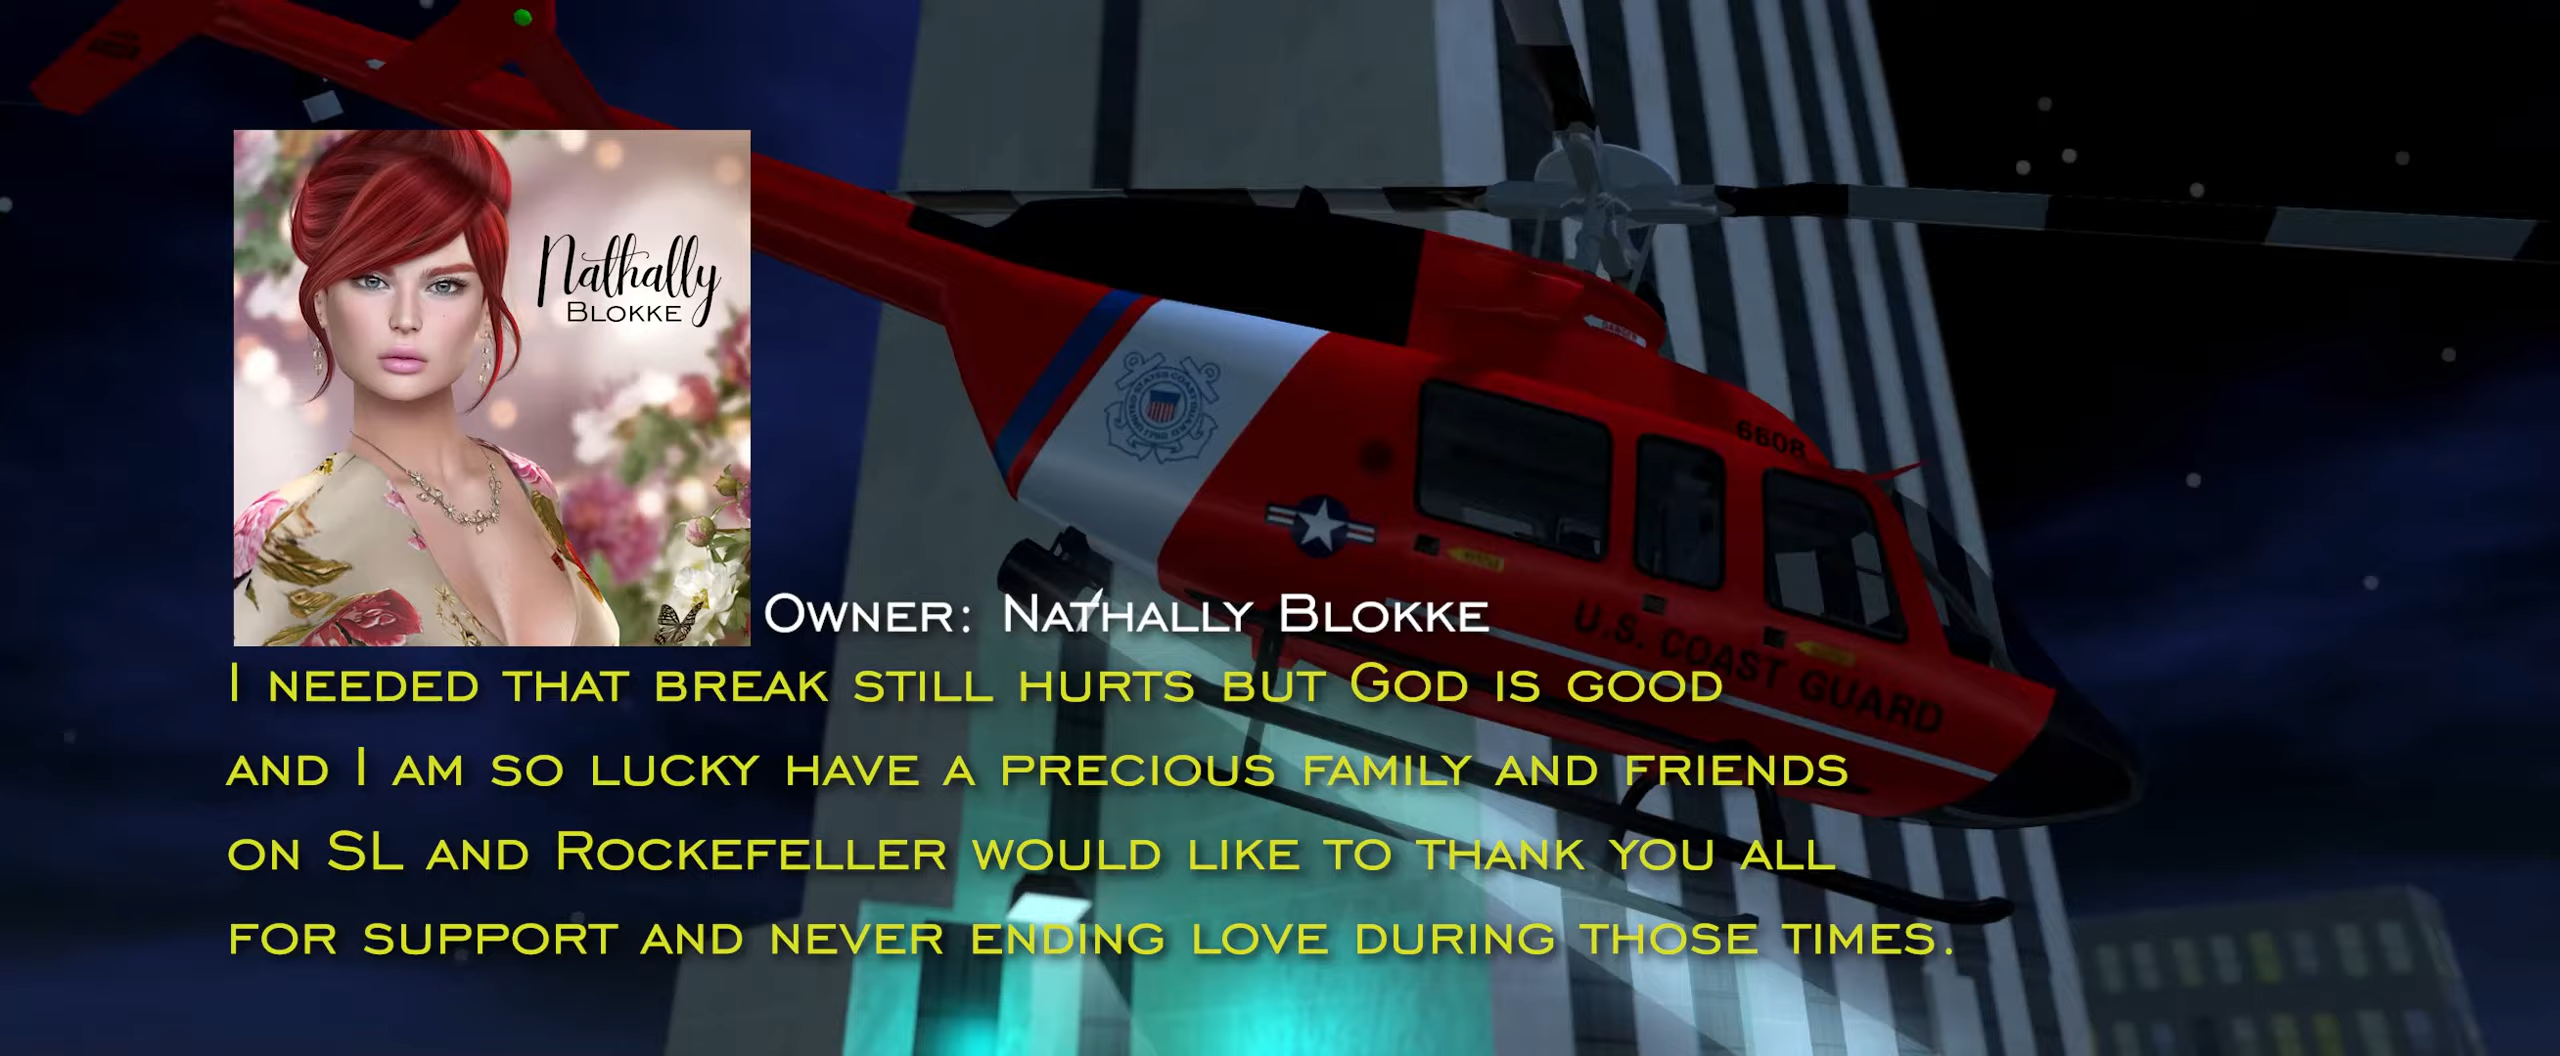 Nathally
Blokke
Owner: Nathally Blokke
I needed that break still hurts but God is good
and I am so lucky have a precious family and friends
on SL and Rockefeller would like to thank you all
for support and never ending love during those times.
U.S. COAST GUARD